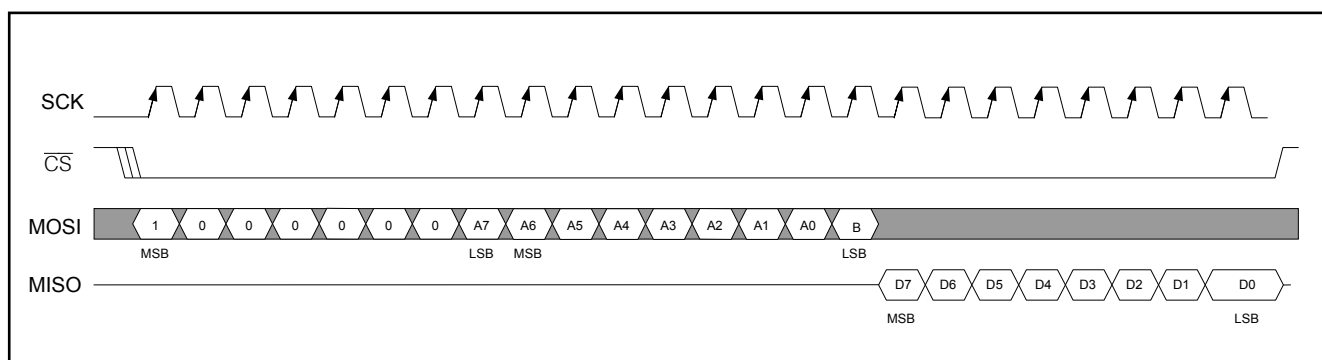 SCK
C̅S̅
MOSI 1 0 0 0 0 0 0 A7 A6 A5 A4 A3 A2 A1 A0 B
MSB LSB MSB LSB
MISO D7 D6 D5 D4 D3 D2 D1 D0
MSB LSB